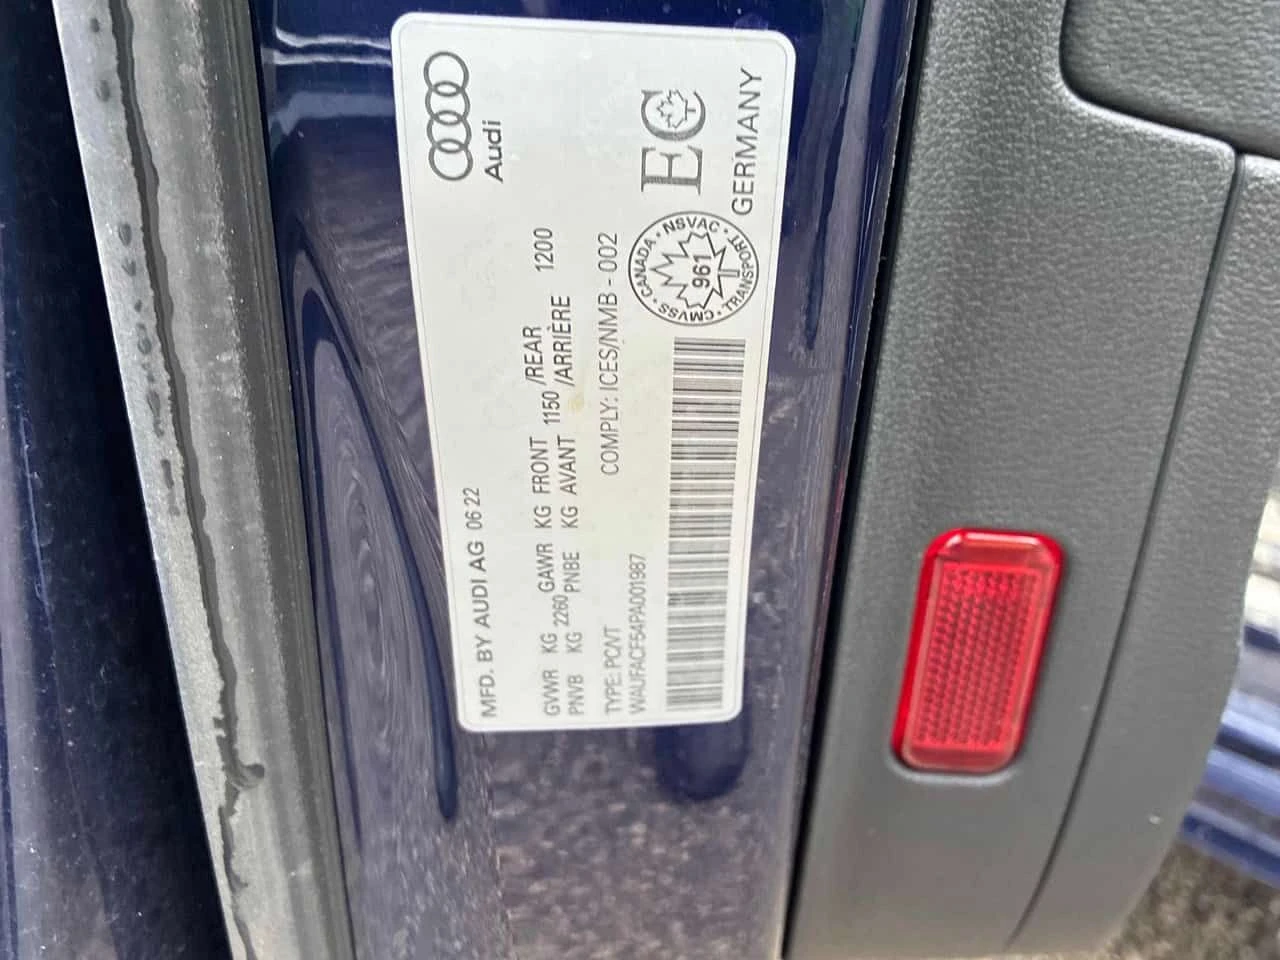 Audi
MFD. BY AUDI AG 06 22
GVWR KG 2260 GAWR KG FRONT 1150 /REAR 1200
PNVB KG PNBE KG AVANT /ARRIÈRE
TYPE: PC/VT COMPLY: ICES/NMB - 002
WAUFACF54PA001987
CANADA · NSVAC · TRANSPORT · CMVSS ·
961
EC
T
GERMANY